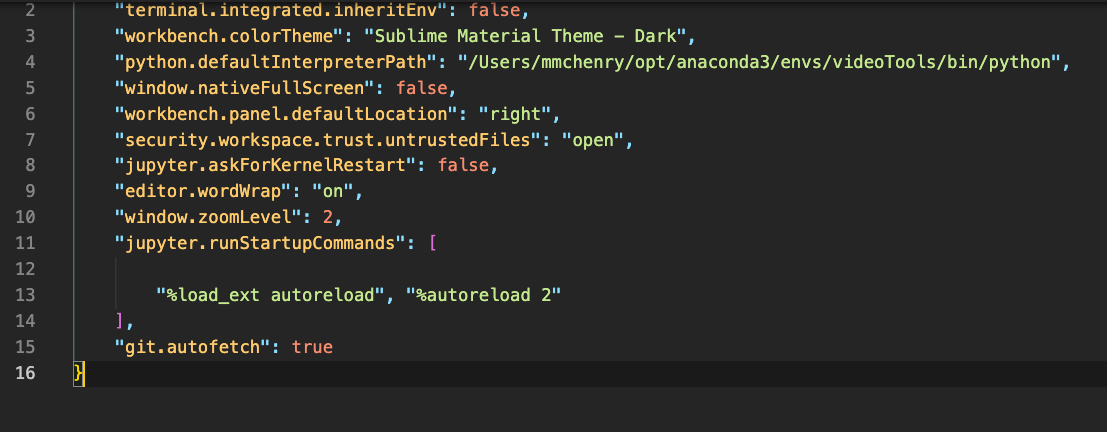 2 "terminal.integrated.inheritEnv": false,
3 "workbench.colorTheme": "Sublime Material Theme - Dark",
4 "python.defaultInterpreterPath": "/Users/mmchenry/opt/anaconda3/envs/videoTools/bin/python",
5 "window.nativeFullScreen": false,
6 "workbench.panel.defaultLocation": "right",
7 "security.workspace.trust.untrustedFiles": "open",
8 "jupyter.askForKernelRestart": false,
9 "editor.wordWrap": "on",
10 "window.zoomLevel": 2,
11 "jupyter.runStartupCommands": [
12
13 "%load_ext autoreload", "%autoreload 2"
14 ],
15 "git.autofetch": true
16 }